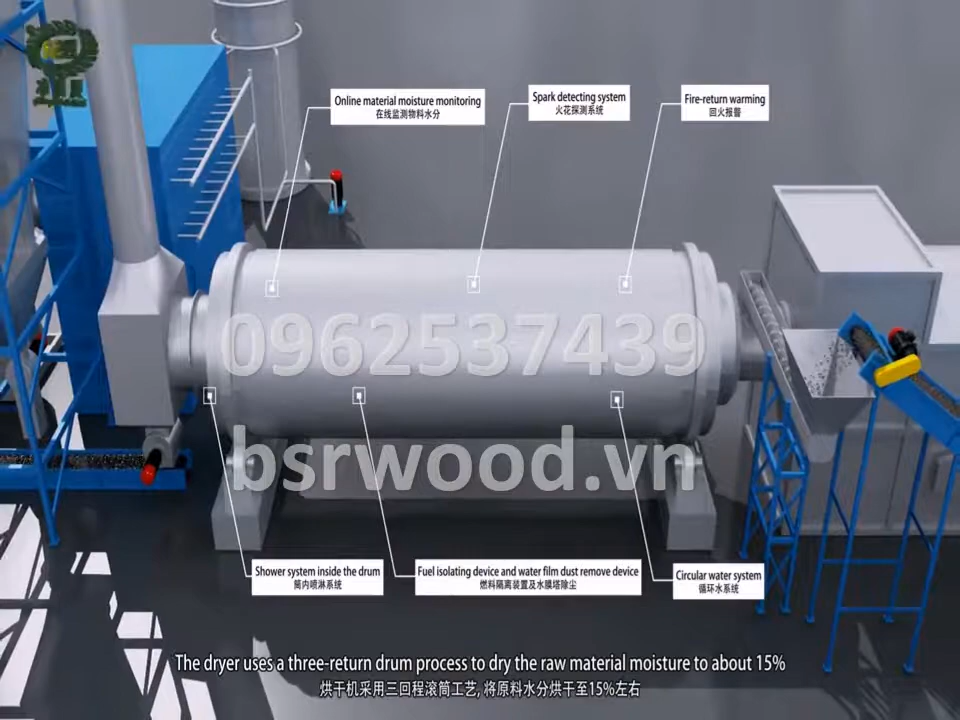 Online material moisture monitoring
在线监测物料水分
Spark detecting system
火花探测系统
Fire-return warming
回火报警
0962537439
bsrwood.vn
Shower system inside the drum
筒内喷淋系统
Fuel isolating device and water film dust remove device
燃料隔离装置及水膜塔除尘
Circular water system
循环水系统
The dryer uses a three-return drum process to dry the raw material moisture to about 15%
烘干机采用三回程滚筒工艺, 将原料水分烘干至15%左右